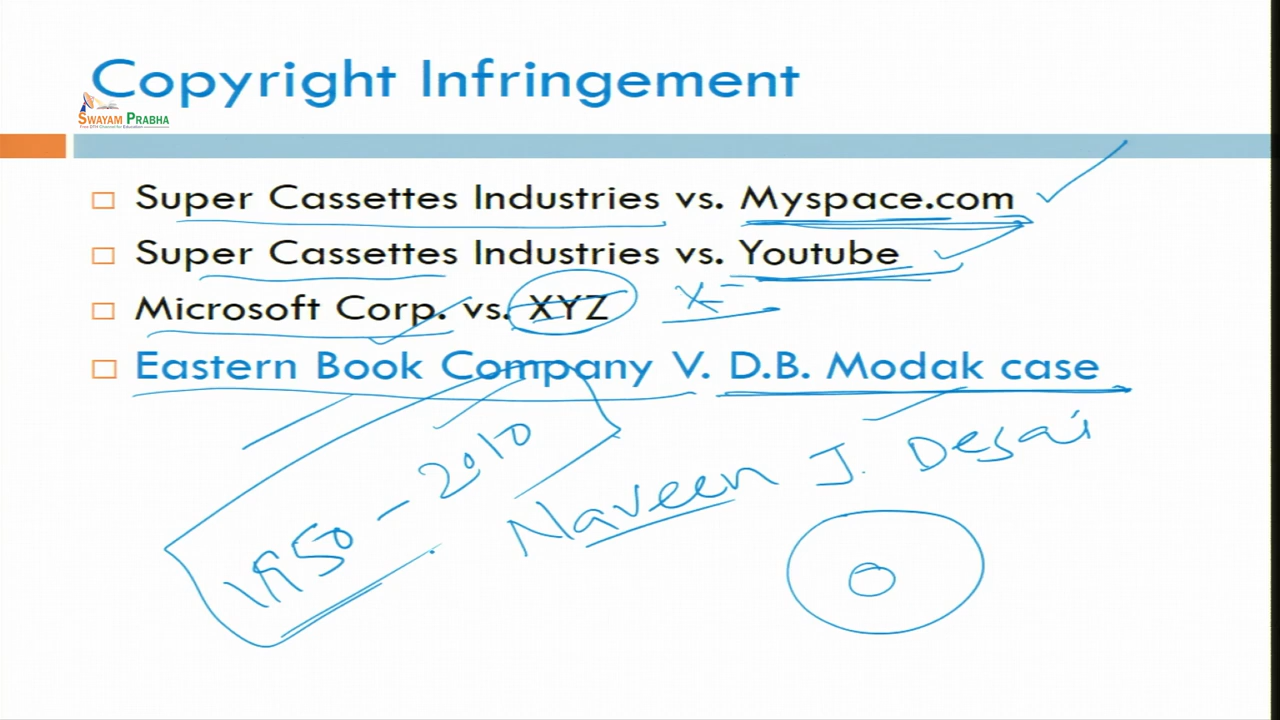 Copyright Infringement
SWAYAM PRABHA
Super Cassettes Industries vs. Myspace.com
Super Cassettes Industries vs. Youtube
Microsoft Corp. vs. XYZ
Eastern Book Company V. D.B. Modak case
1950 - 2010
Naveen J. Desai